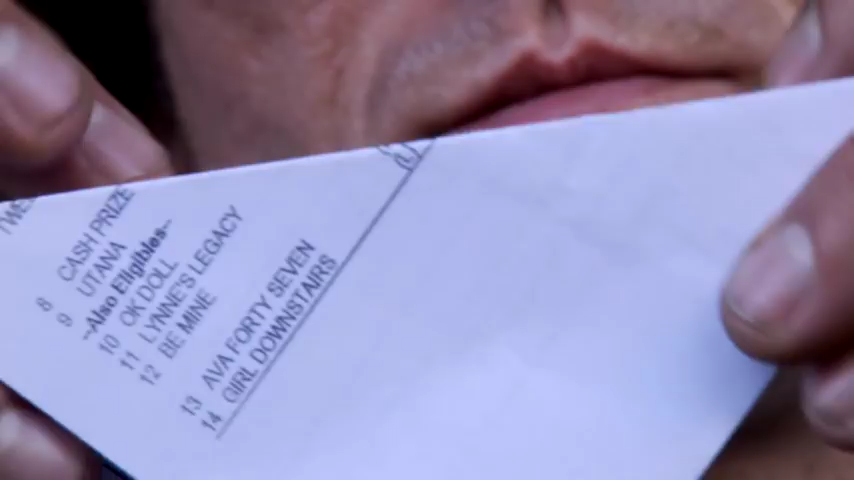 8 CASH PRIZE
9 UTANA
--Also Eligibles--
10 OK DOLL
11 LYNNE'S LEGACY
12 BE MINE
13 AVA FORTY SEVEN
14 GIRL DOWNSTAIRS